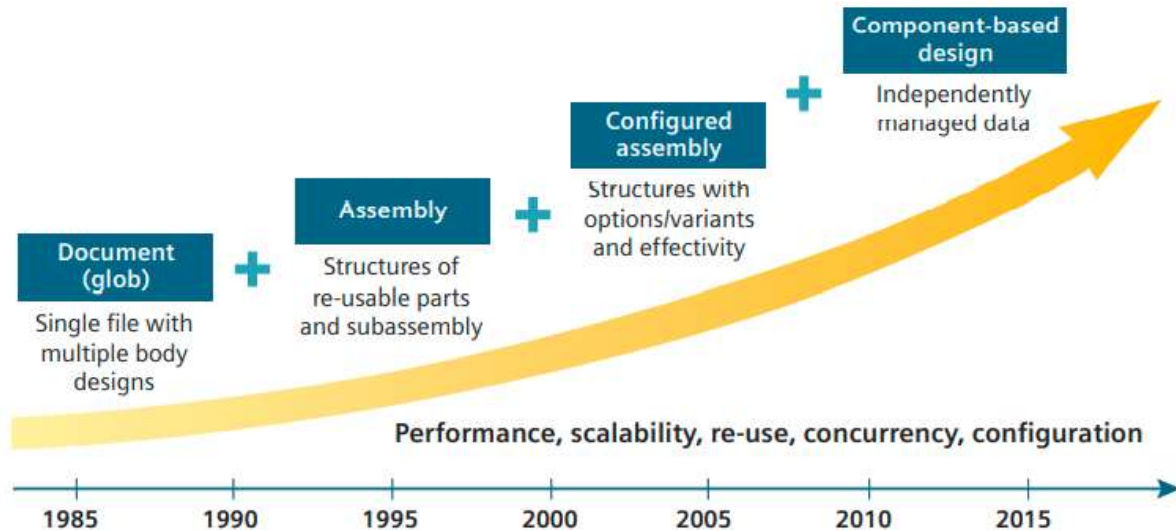 Component-based
design
Independently
managed data
Configured
assembly
Structures with
options/variants
and effectivity
Assembly
Structures of
re-usable parts
and subassembly
Document
(glob)
Single file with
multiple body
designs
Performance, scalability, re-use, concurrency, configuration
1985 1990 1995 2000 2005 2010 2015